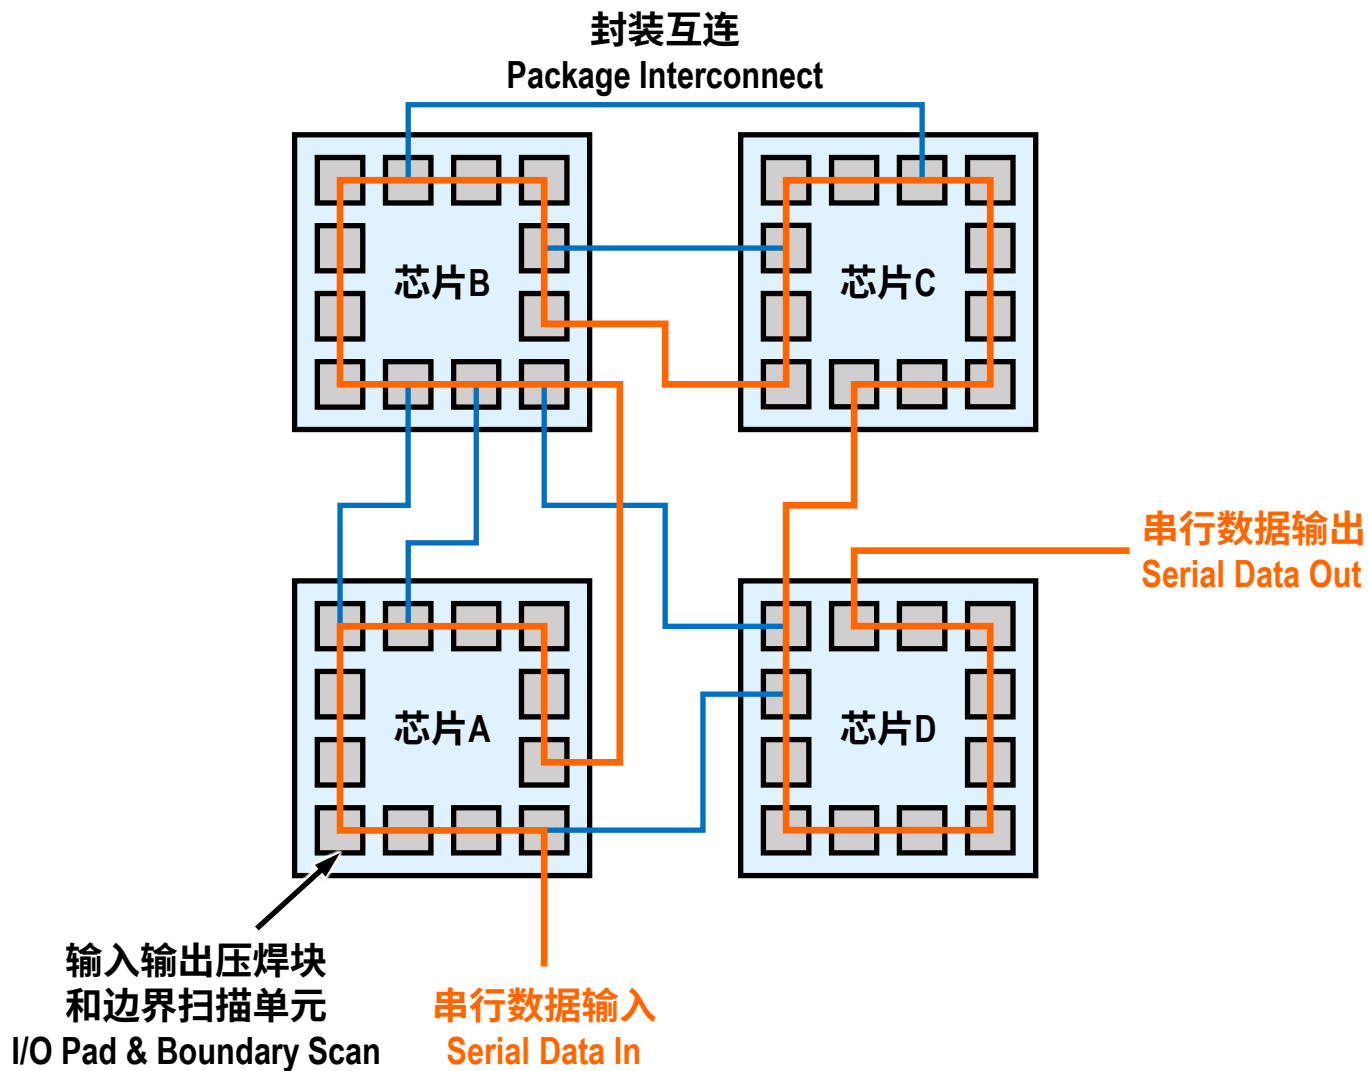 封装互连
Package Interconnect
芯片B
芯片C
串行数据输出
Serial Data Out
芯片A
芯片D
输入输出压焊块
和边界扫描单元
I/O Pad & Boundary Scan
串行数据输入
Serial Data In